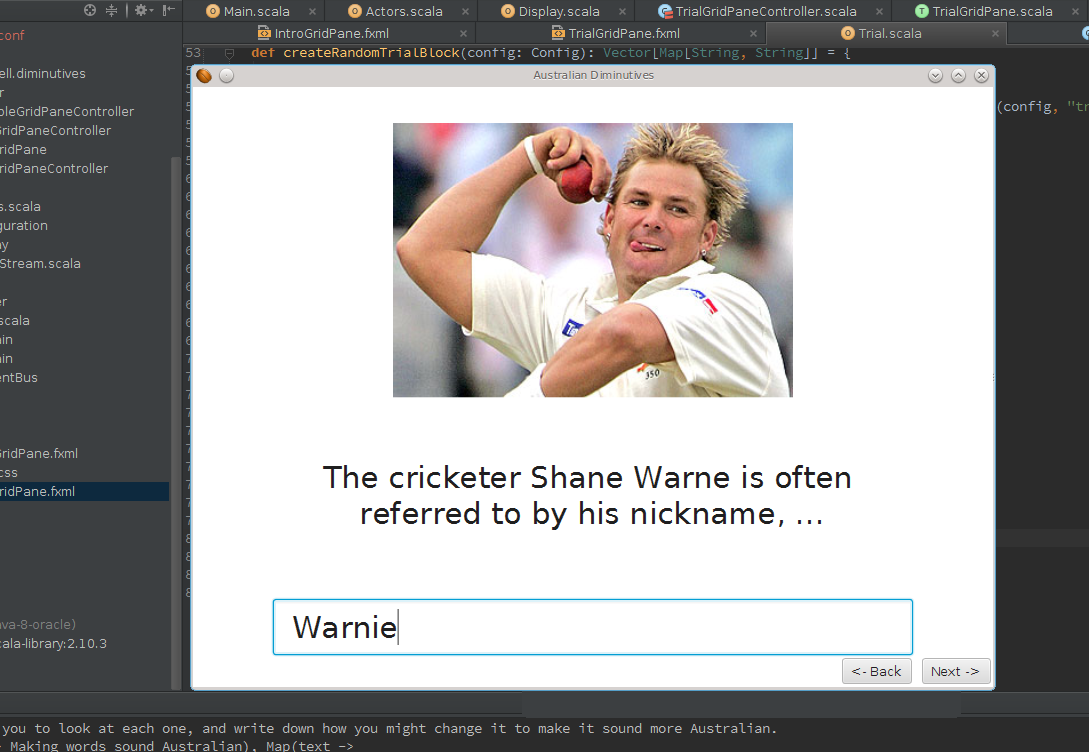 Main.scala
Actors.scala
Display.scala
TrialGridPaneController.scala
TrialGridPane.scala
IntroGridPane.fxml
TrialGridPane.fxml
Trial.scala
conf
53 def createRandomTrialBlock(config: Config): Vector[Map[String, String]] = {
ell.diminutives
r
pleGridPaneController
GridPaneController
ridPane
ridPaneController
s.scala
guration
ay
Stream.scala
er
scala
in
ain
entBus
GridPane.fxml
css
ridPane.fxml
ava-8-oracle)
cala-library:2.10.3
(config, "tr
Australian Diminutives
350
The cricketer Shane Warne is often
referred to by his nickname, ...
Warnie
<- Back
Next ->
you to look at each one, and write down how you might change it to make it sound more Australian.
Making words sound Australian), Map(text ->